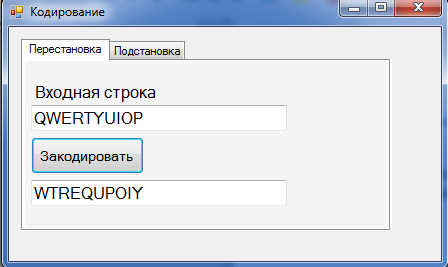 Кодирование
Перестановка Подстановка
Входная строка
QWERTYUIOP
Закодировать
WTREQUPOIY